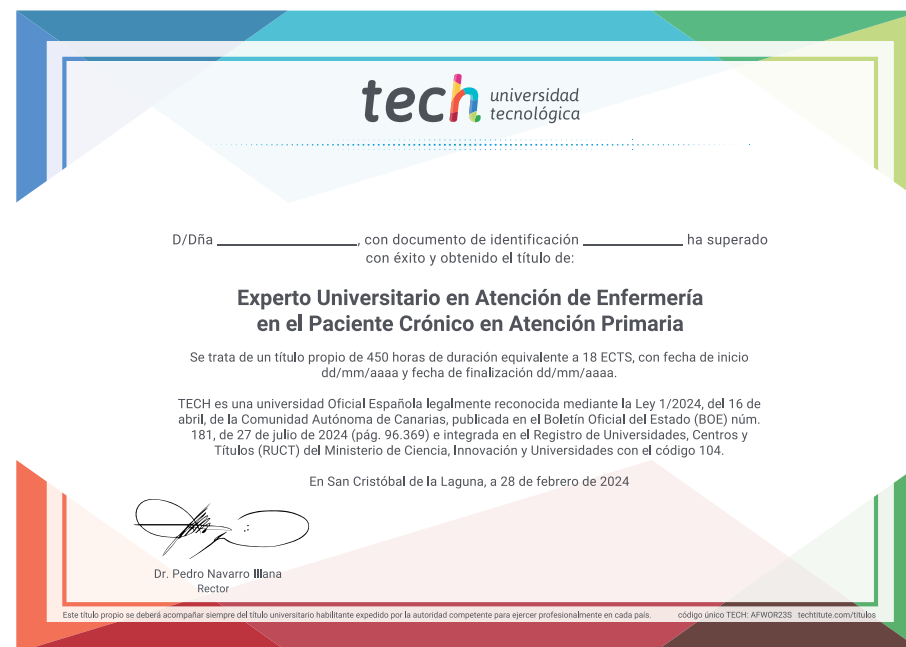 tech universidad
tecnológica
D/Dña ____________________, con documento de identificación ______________ ha superado
con éxito y obtenido el título de:
Experto Universitario en Atención de Enfermería
en el Paciente Crónico en Atención Primaria
Se trata de un título propio de 450 horas de duración equivalente a 18 ECTS, con fecha de inicio
dd/mm/aaaa y fecha de finalización dd/mm/aaaa.
TECH es una universidad Oficial Española legalmente reconocida mediante la Ley 1/2024, del 16 de
abril, de la Comunidad Autónoma de Canarias, publicada en el Boletín Oficial del Estado (BOE) núm.
181, de 27 de julio de 2024 (pág. 96.369) e integrada en el Registro de Universidades, Centros y
Títulos (RUCT) del Ministerio de Ciencia, Innovación y Universidades con el código 104.
En San Cristóbal de la Laguna, a 28 de febrero de 2024
Dr. Pedro Navarro Illana
Rector
Este título propio se deberá acompañar siempre del título universitario habilitante expedido por la autoridad competente para ejercer profesionalmente en cada país. código único TECH: AFWOR23S techtitute.com/titulos